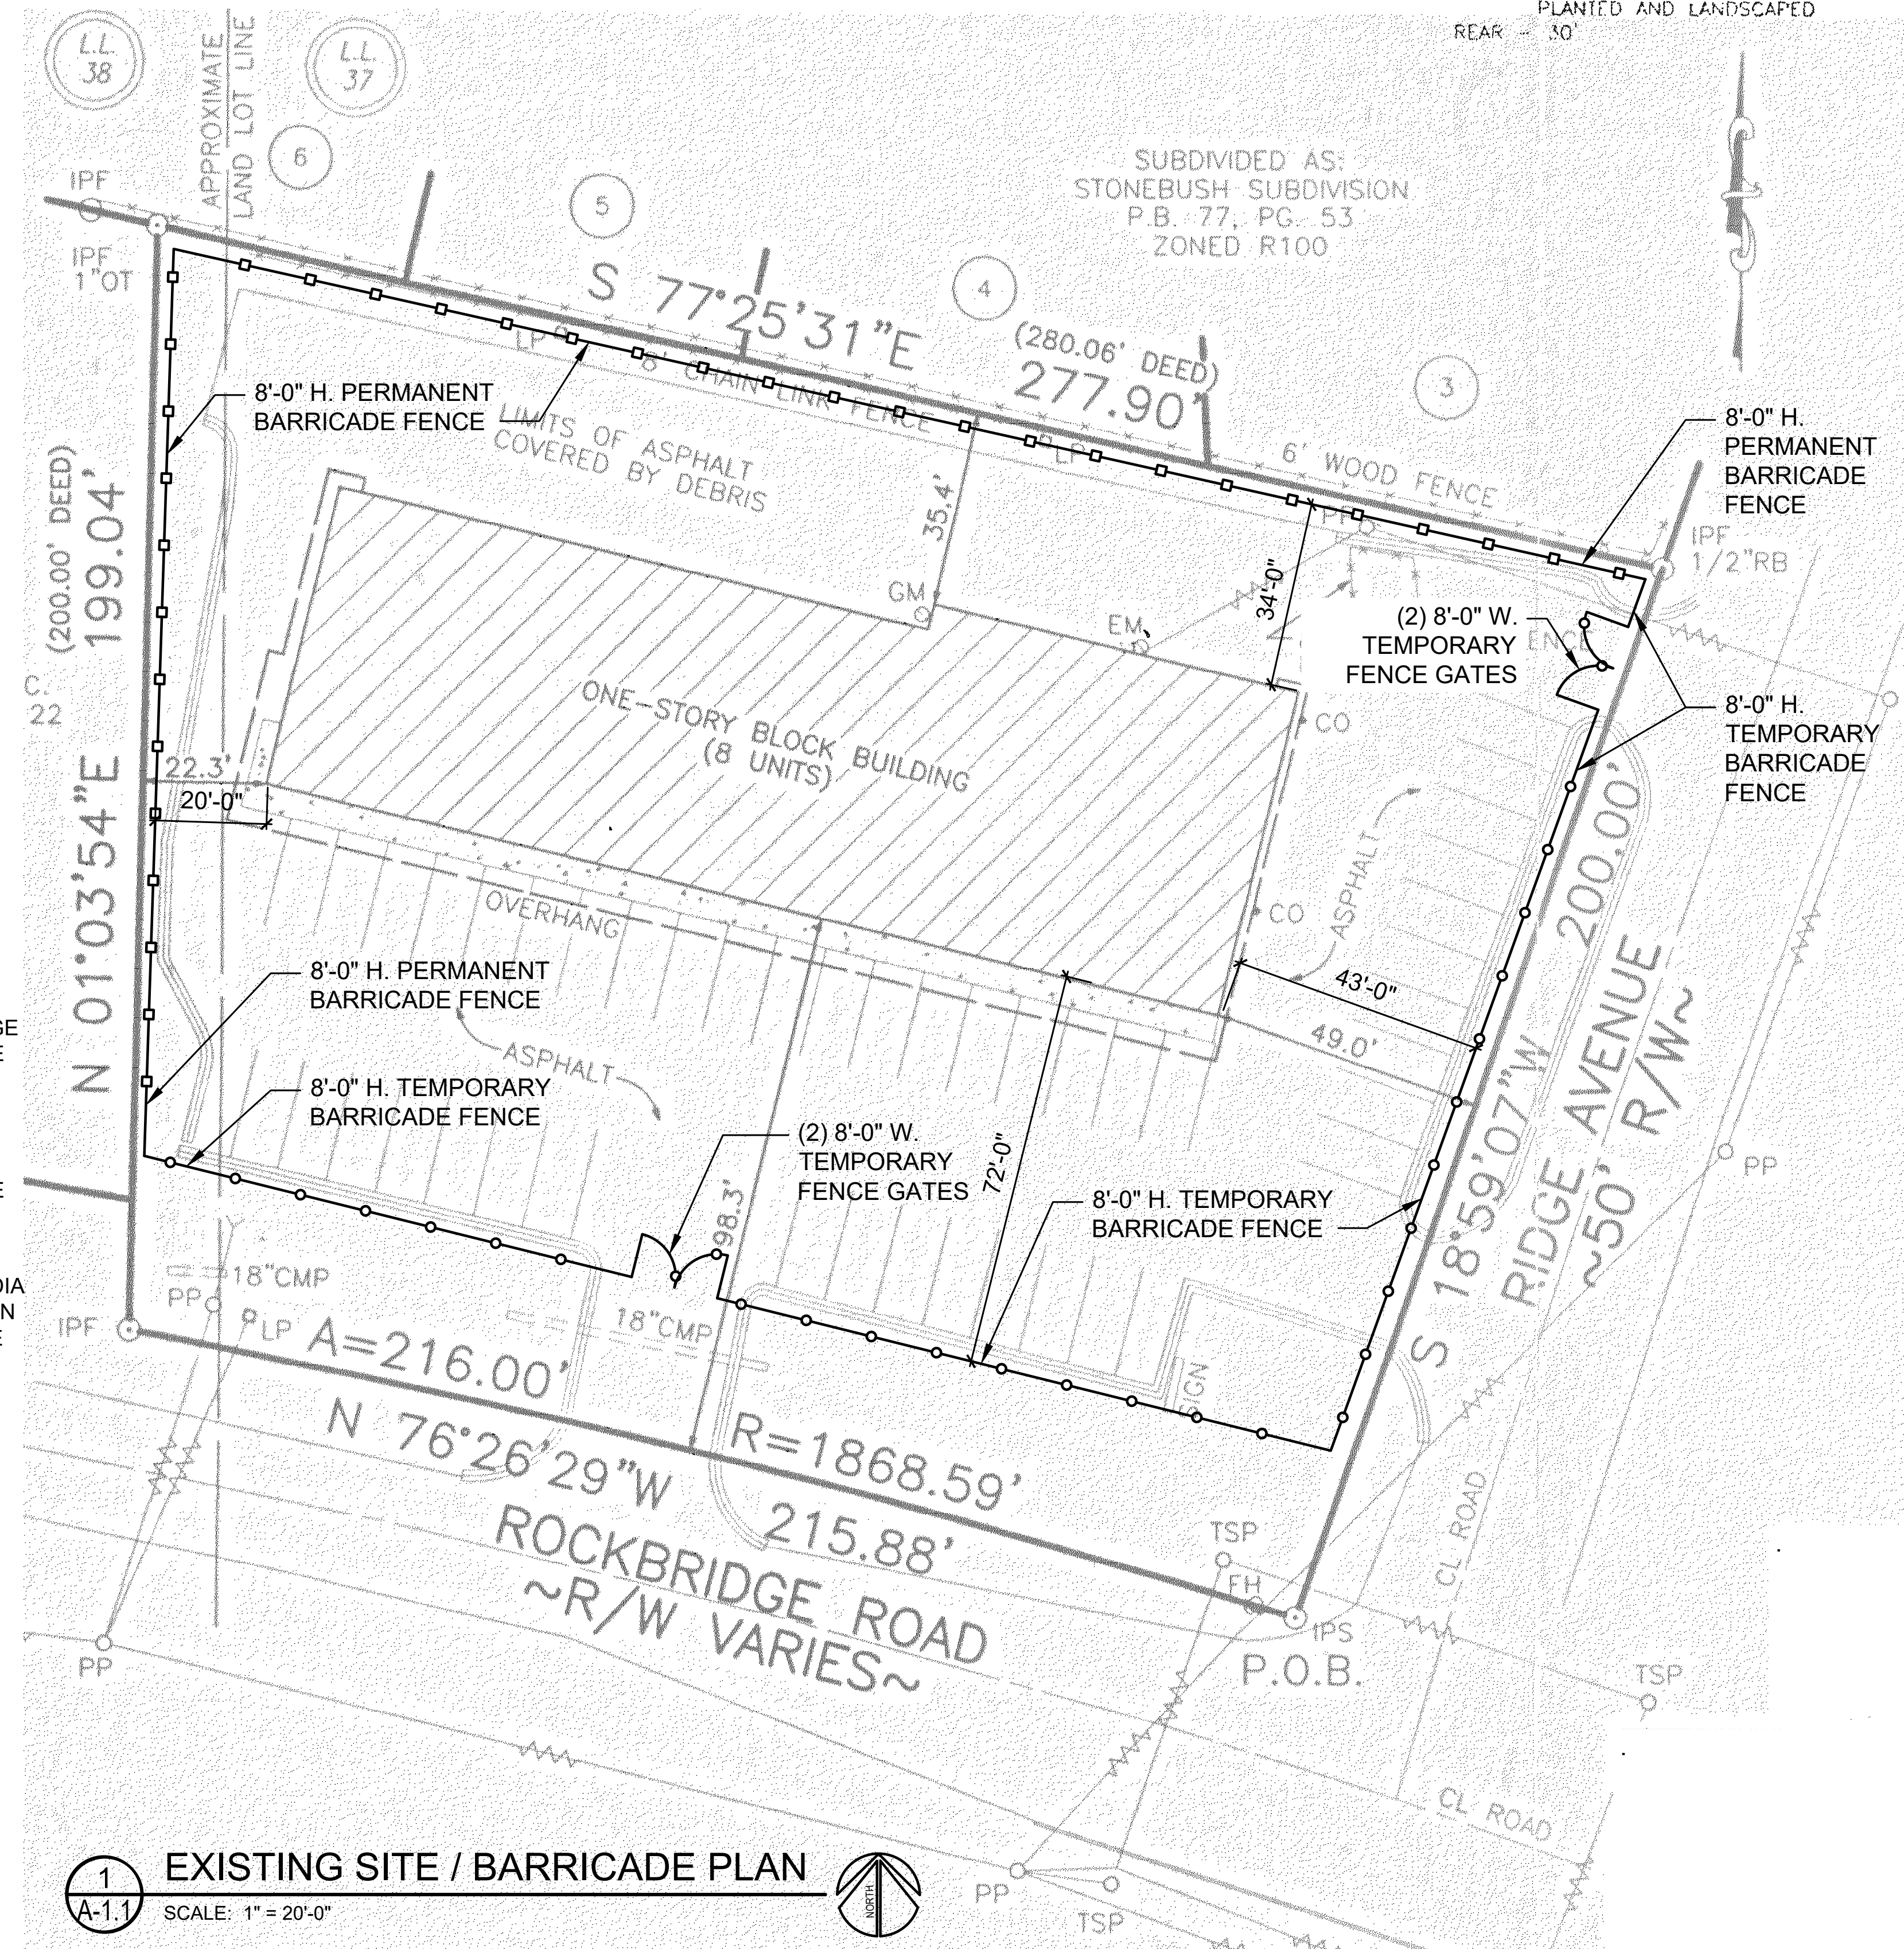 PLANTED AND LANDSCAPED
REAR - 30'
L.L.
38
APPROXIMATE
LAND LOT LINE
L.L.
37
6
5
4
3
SUBDIVIDED AS:
STONEBUSH SUBDIVISION
P.B. 77, PG. 53
ZONED R100
IPF
IPF
1"OT
S 77°25'31"E
(280.06' DEED)
277.90'
LP
6' CHAIN LINK FENCE
8'-0" H. PERMANENT
BARRICADE FENCE
LIMITS OF ASPHALT
COVERED BY DEBRIS
LP
6' WOOD FENCE
8'-0" H.
PERMANENT
BARRICADE
FENCE
IPF
1/2"RB
PP
(200.00' DEED)
199.04'
N 01°03'54"E
35.4'
34'-0"
GM
EM
(2) 8'-0" W.
TEMPORARY
FENCE GATES
ENCE
8'-0" H.
TEMPORARY
BARRICADE
FENCE
C.
22
ONE-STORY BLOCK BUILDING
(8 UNITS)
CO
CO
22.3'
20'-0"
OVERHANG
ASPHALT
43'-0"
49.0'
200.00'
S 18°59'07"W
RIDGE AVENUE
~50' R/W~
8'-0" H. PERMANENT
BARRICADE FENCE
ASPHALT
8'-0" H. TEMPORARY
BARRICADE FENCE
(2) 8'-0" W.
TEMPORARY
FENCE GATES
72'-0"
98.3'
8'-0" H. TEMPORARY
BARRICADE FENCE
PP
GE
E
E
DIA
N
E
18"CMP
PP
LP
IPF
18"CMP
SIGN
A=216.00'
R=1868.59'
N 76°26'29"W
215.88'
ROCKBRIDGE ROAD
~R/W VARIES~
TSP
FH
IPS
P.O.B.
CL ROAD
TSP
PP
CL ROAD
PP
TSP
1
A-1.1
EXISTING SITE / BARRICADE PLAN
SCALE: 1" = 20'-0"
NORTH